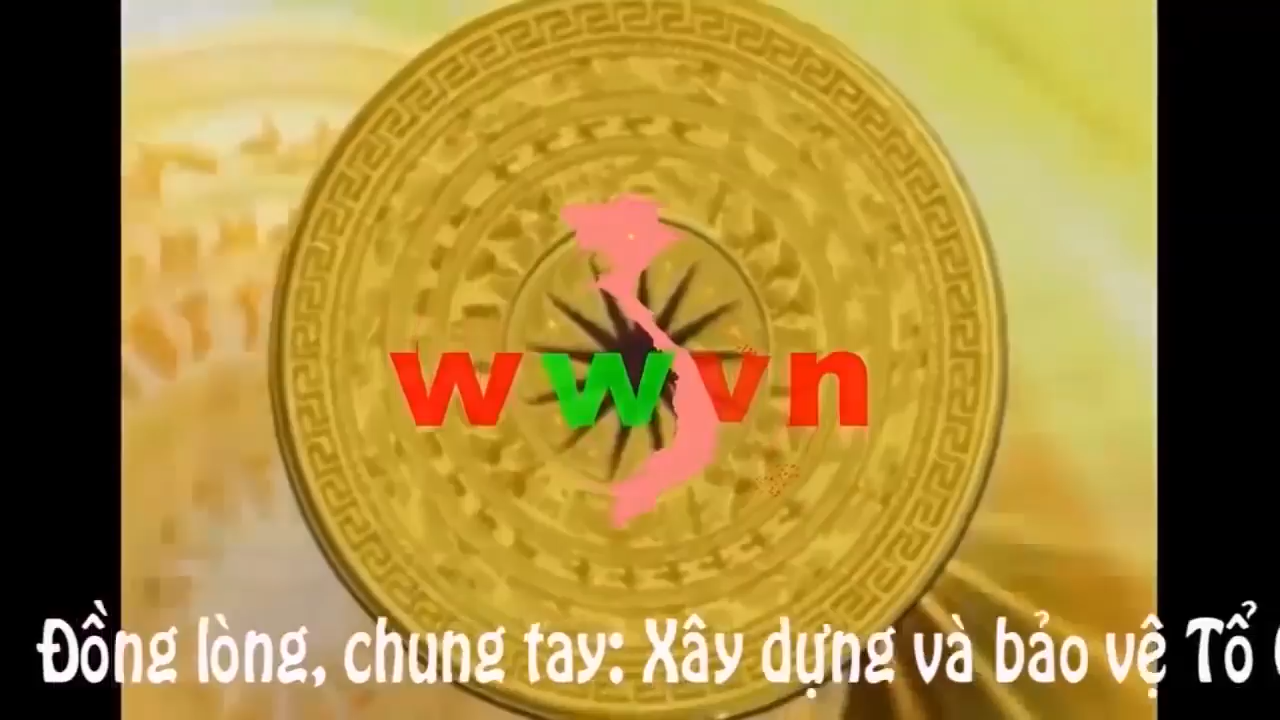 wwvn
Đồng lòng, chung tay: Xây dựng và bảo vệ Tổ